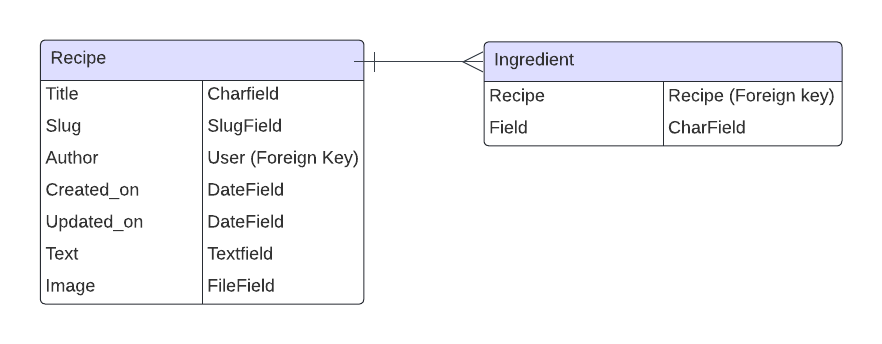 Recipe
Title Charfield
Slug SlugField
Author User (Foreign Key)
Created_on DateField
Updated_on DateField
Text Textfield
Image FileField
Ingredient
Recipe Recipe (Foreign key)
Field CharField